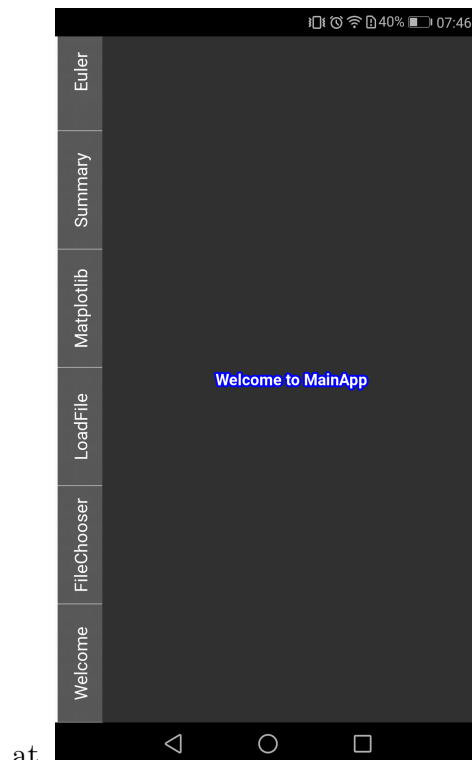 40% 07:46
Euler
Summary
Matplotlib
LoadFile
FileChooser
Welcome
Welcome to MainApp
at